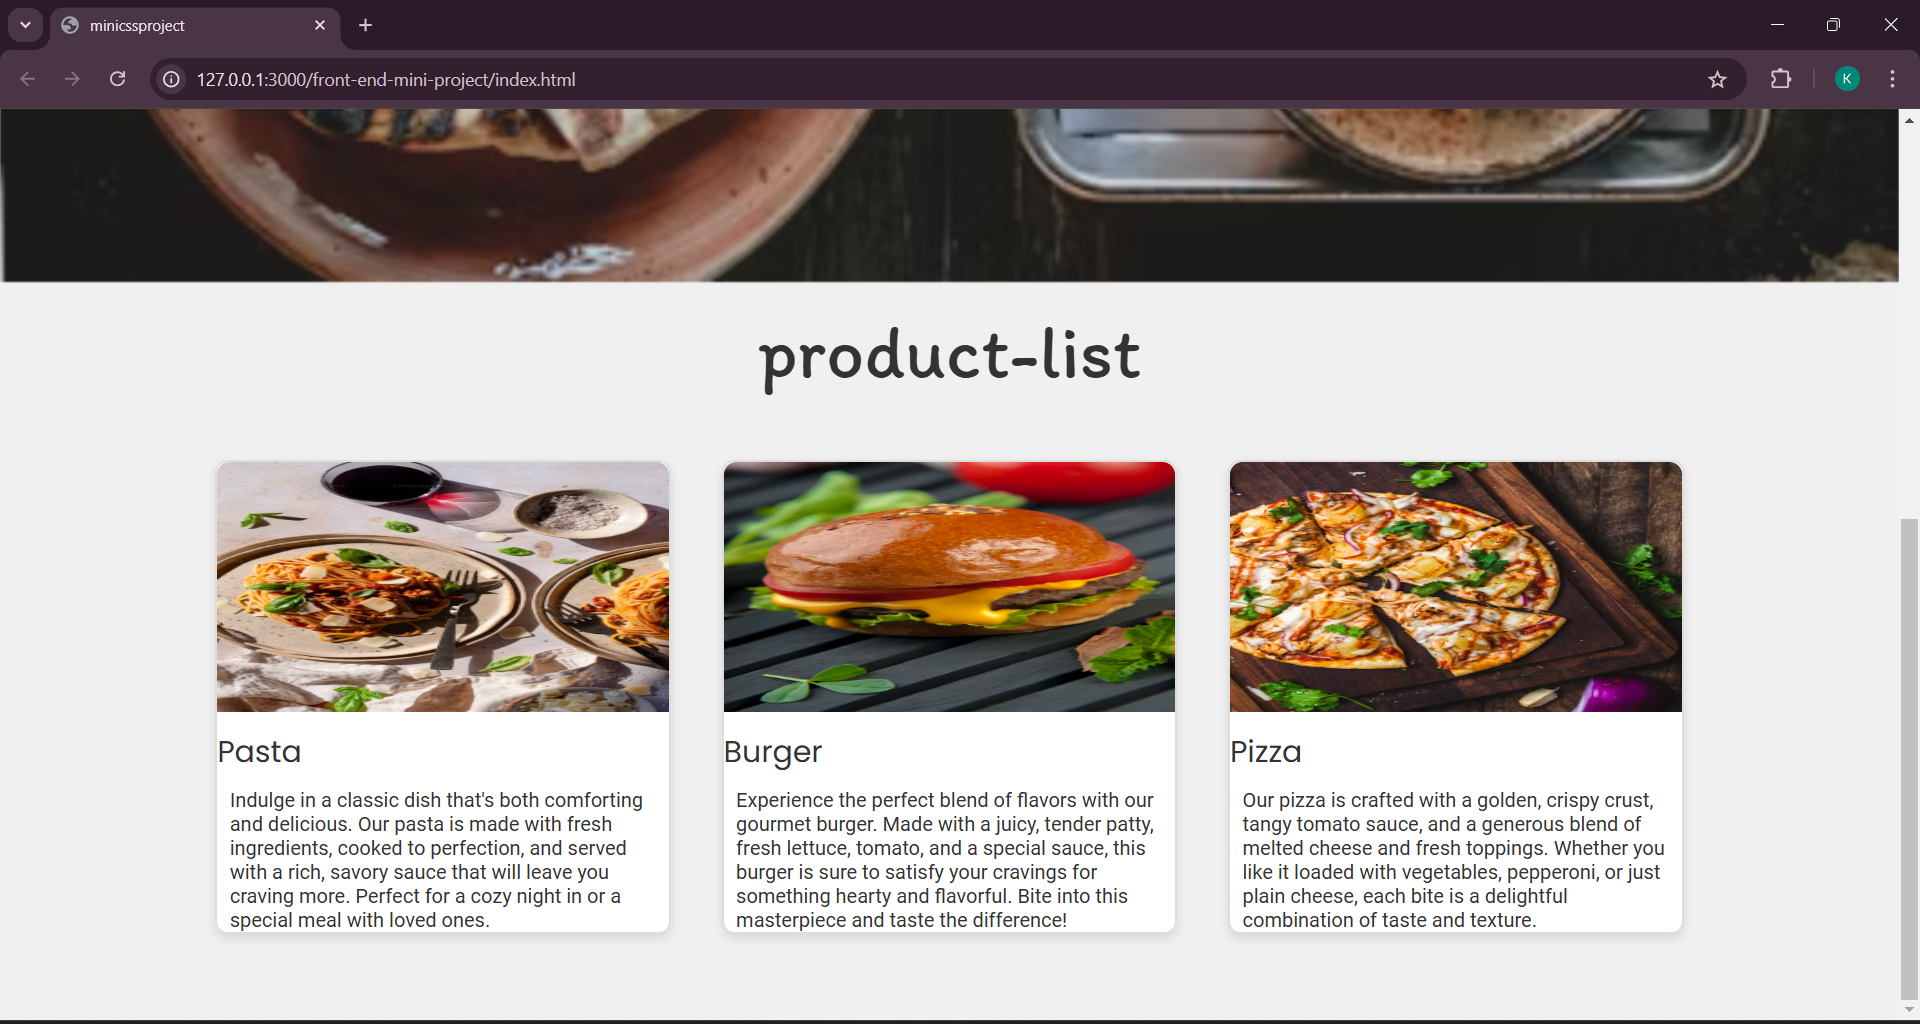 minicssproject
127.0.0.1:3000/front-end-mini-project/index.html
K
product-list
Pasta
Indulge in a classic dish that's both comforting
and delicious. Our pasta is made with fresh
ingredients, cooked to perfection, and served
with a rich, savory sauce that will leave you
craving more. Perfect for a cozy night in or a
special meal with loved ones.
Burger
Experience the perfect blend of flavors with our
gourmet burger. Made with a juicy, tender patty,
fresh lettuce, tomato, and a special sauce, this
burger is sure to satisfy your cravings for
something hearty and flavorful. Bite into this
masterpiece and taste the difference!
Pizza
Our pizza is crafted with a golden, crispy crust,
tangy tomato sauce, and a generous blend of
melted cheese and fresh toppings. Whether you
like it loaded with vegetables, pepperoni, or just
plain cheese, each bite is a delightful
combination of taste and texture.